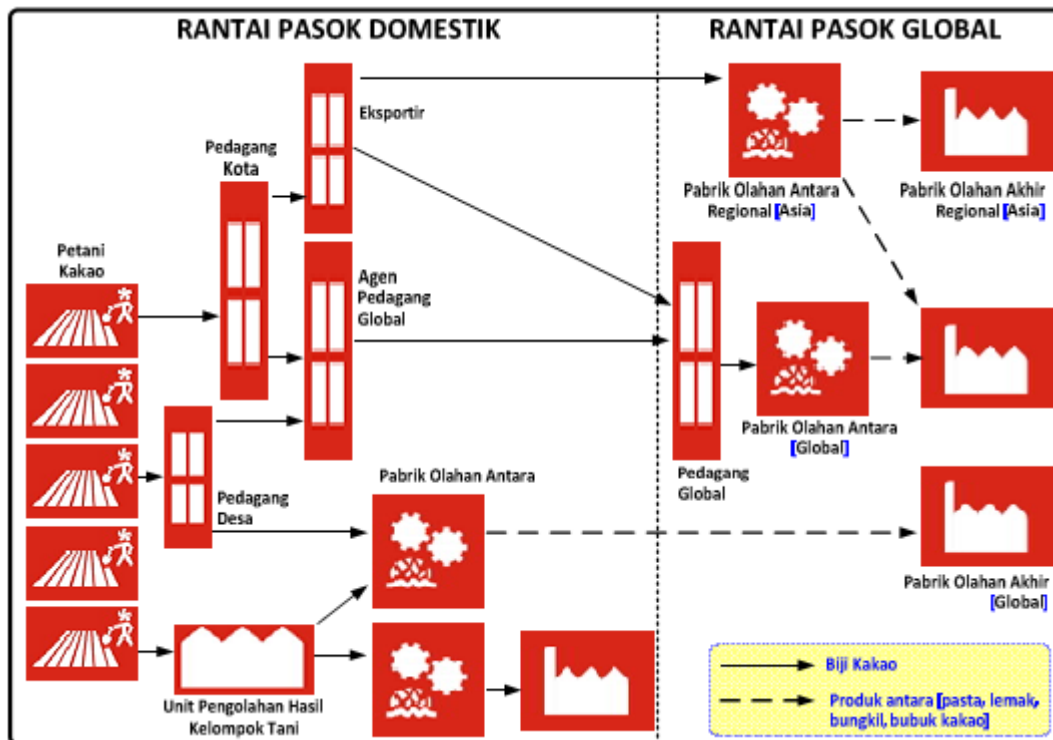 RANTAI PASOK DOMESTIK
RANTAI PASOK GLOBAL
Eksportir
Pedagang
Kota
Pabrik Olahan Antara
Regional [Asia]
Pabrik Olahan Akhir
Regional [Asia]
Petani
Kakao
Agen
Pedagang
Global
Pabrik Olahan Antara
[Global]
Pedagang
Global
Pedagang
Desa
Pabrik Olahan Antara
Pabrik Olahan Akhir
[Global]
Unit Pengolahan Hasil
Kelompok Tani
Biji Kakao
Produk antara [pasta, lemak,
bungkil, bubuk kakao]